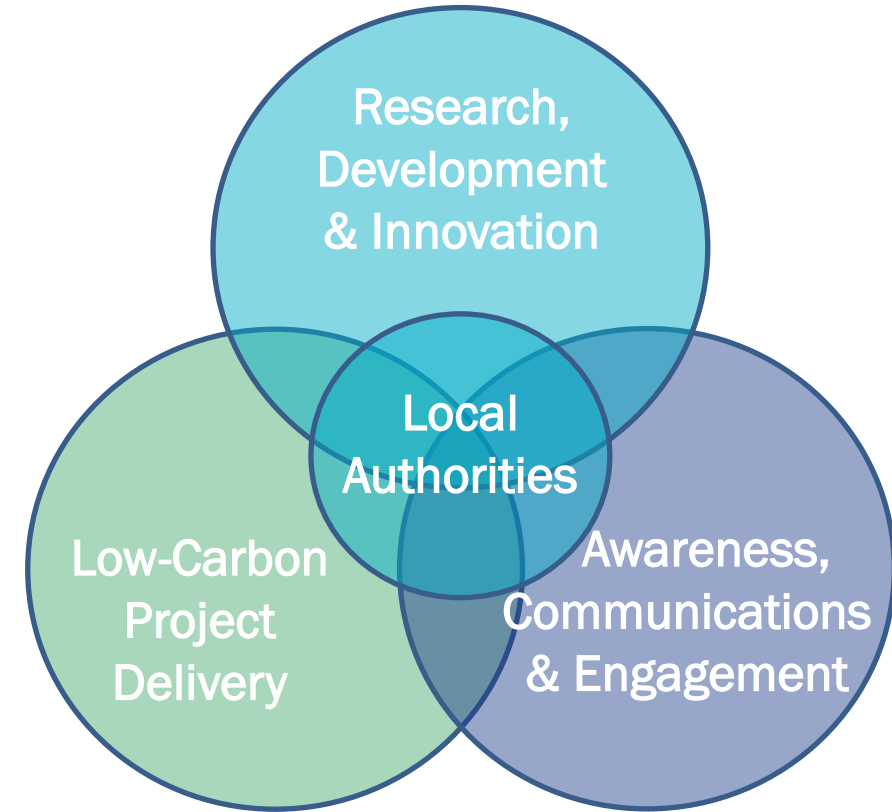 Research,
Development
& Innovation
Local
Authorities
Low-Carbon
Project
Delivery
Awareness,
Communications
& Engagement